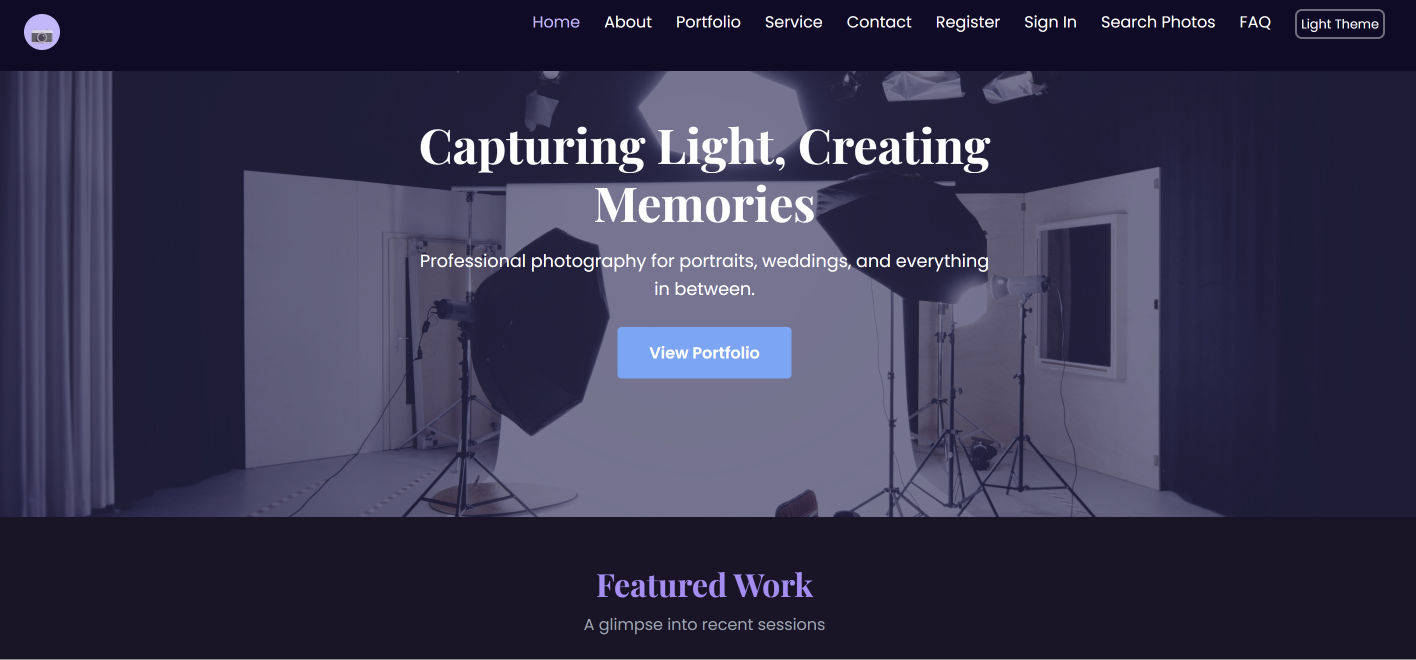 Home About Portfolio Service Contact Register Sign In Search Photos FAQ Light Theme
Capturing Light, Creating
Memories
Professional photography for portraits, weddings, and everything
in between.
View Portfolio
Featured Work
A glimpse into recent sessions